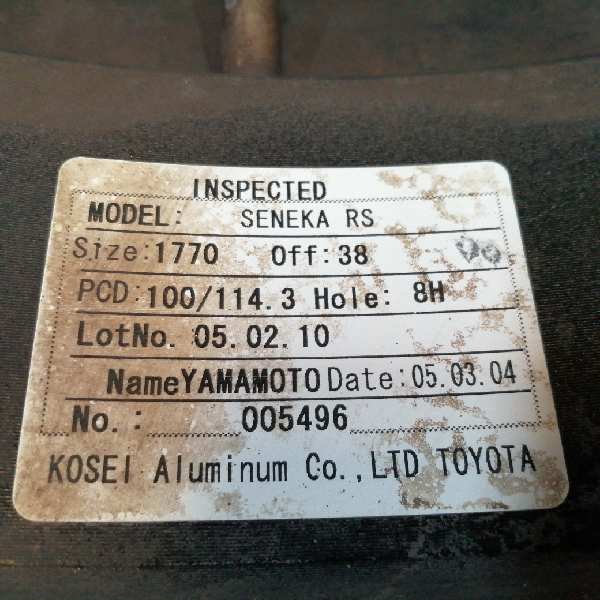 INSPECTED
MODEL: SENEKA RS
Size:1770 Off:38
PCD:100/114.3 Hole: 8H
LotNo. 05.02.10
NameYAMAMOTO Date:05.03.04
No.: 005496
KOSEI Aluminum Co.,LTD TOYOTA